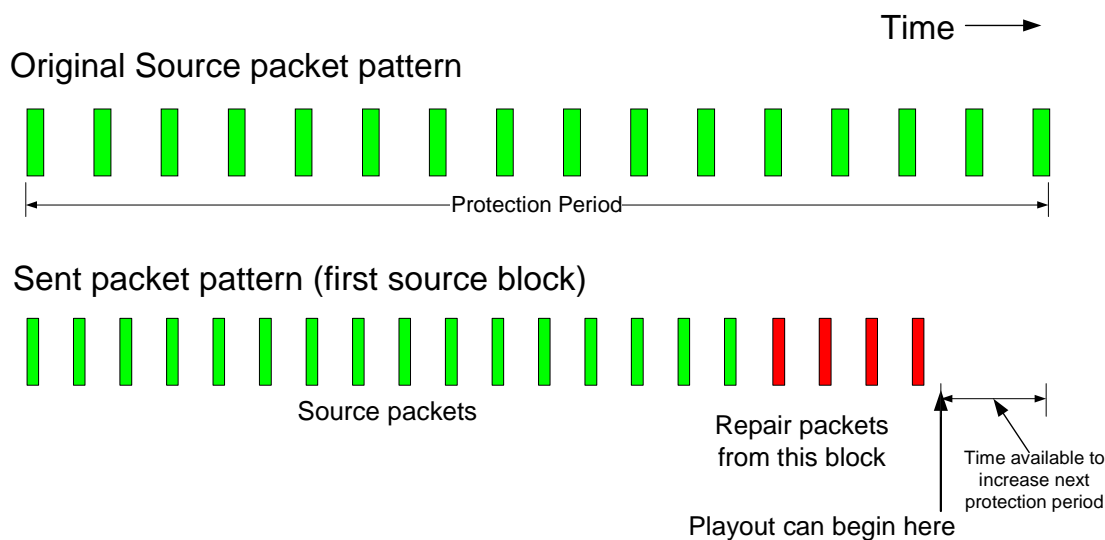 Time
Original Source packet pattern
Protection Period
Sent packet pattern (first source block)
Source packets
Repair packets
from this block
Time available to
increase next
protection period
Playout can begin here